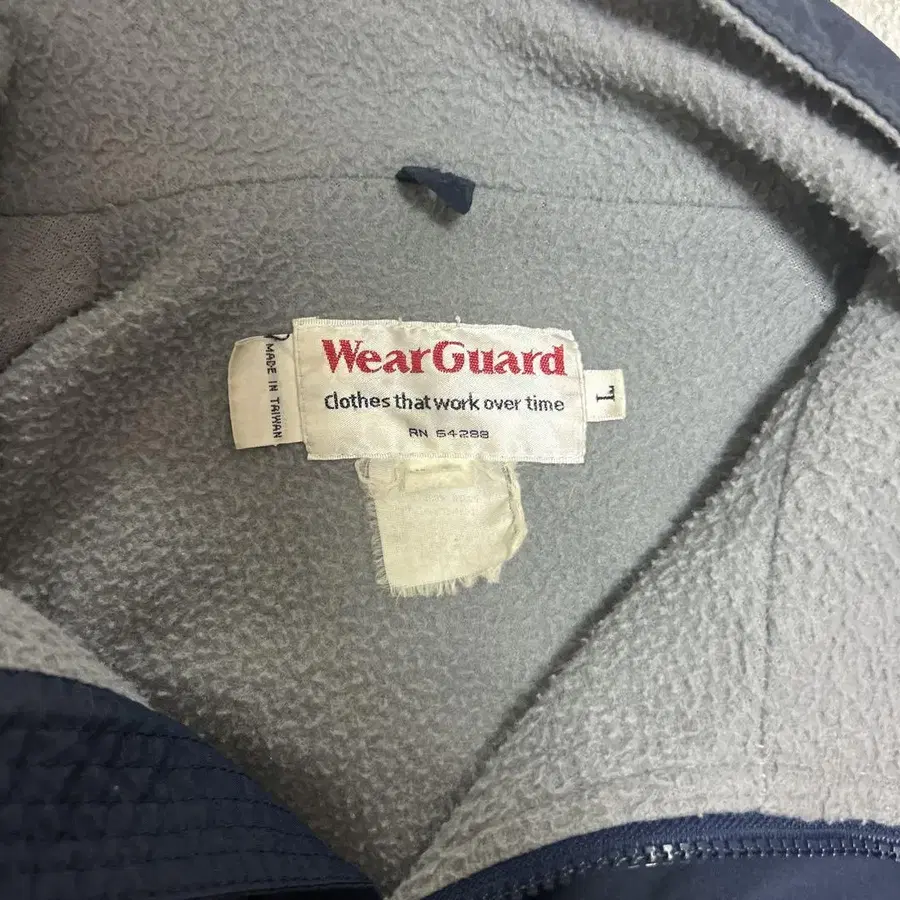 MADE IN TAIWAN
WearGuard
clothes that work over time
RN 64288
L